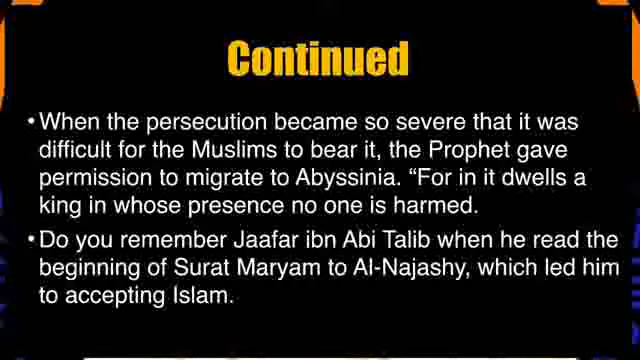 Continued
• When the persecution became so severe that it was
difficult for the Muslims to bear it, the Prophet gave
permission to migrate to Abyssinia. “For in it dwells a
king in whose presence no one is harmed.
• Do you remember Jaafar ibn Abi Talib when he read the
beginning of Surat Maryam to Al-Najashy, which led him
to accepting Islam.